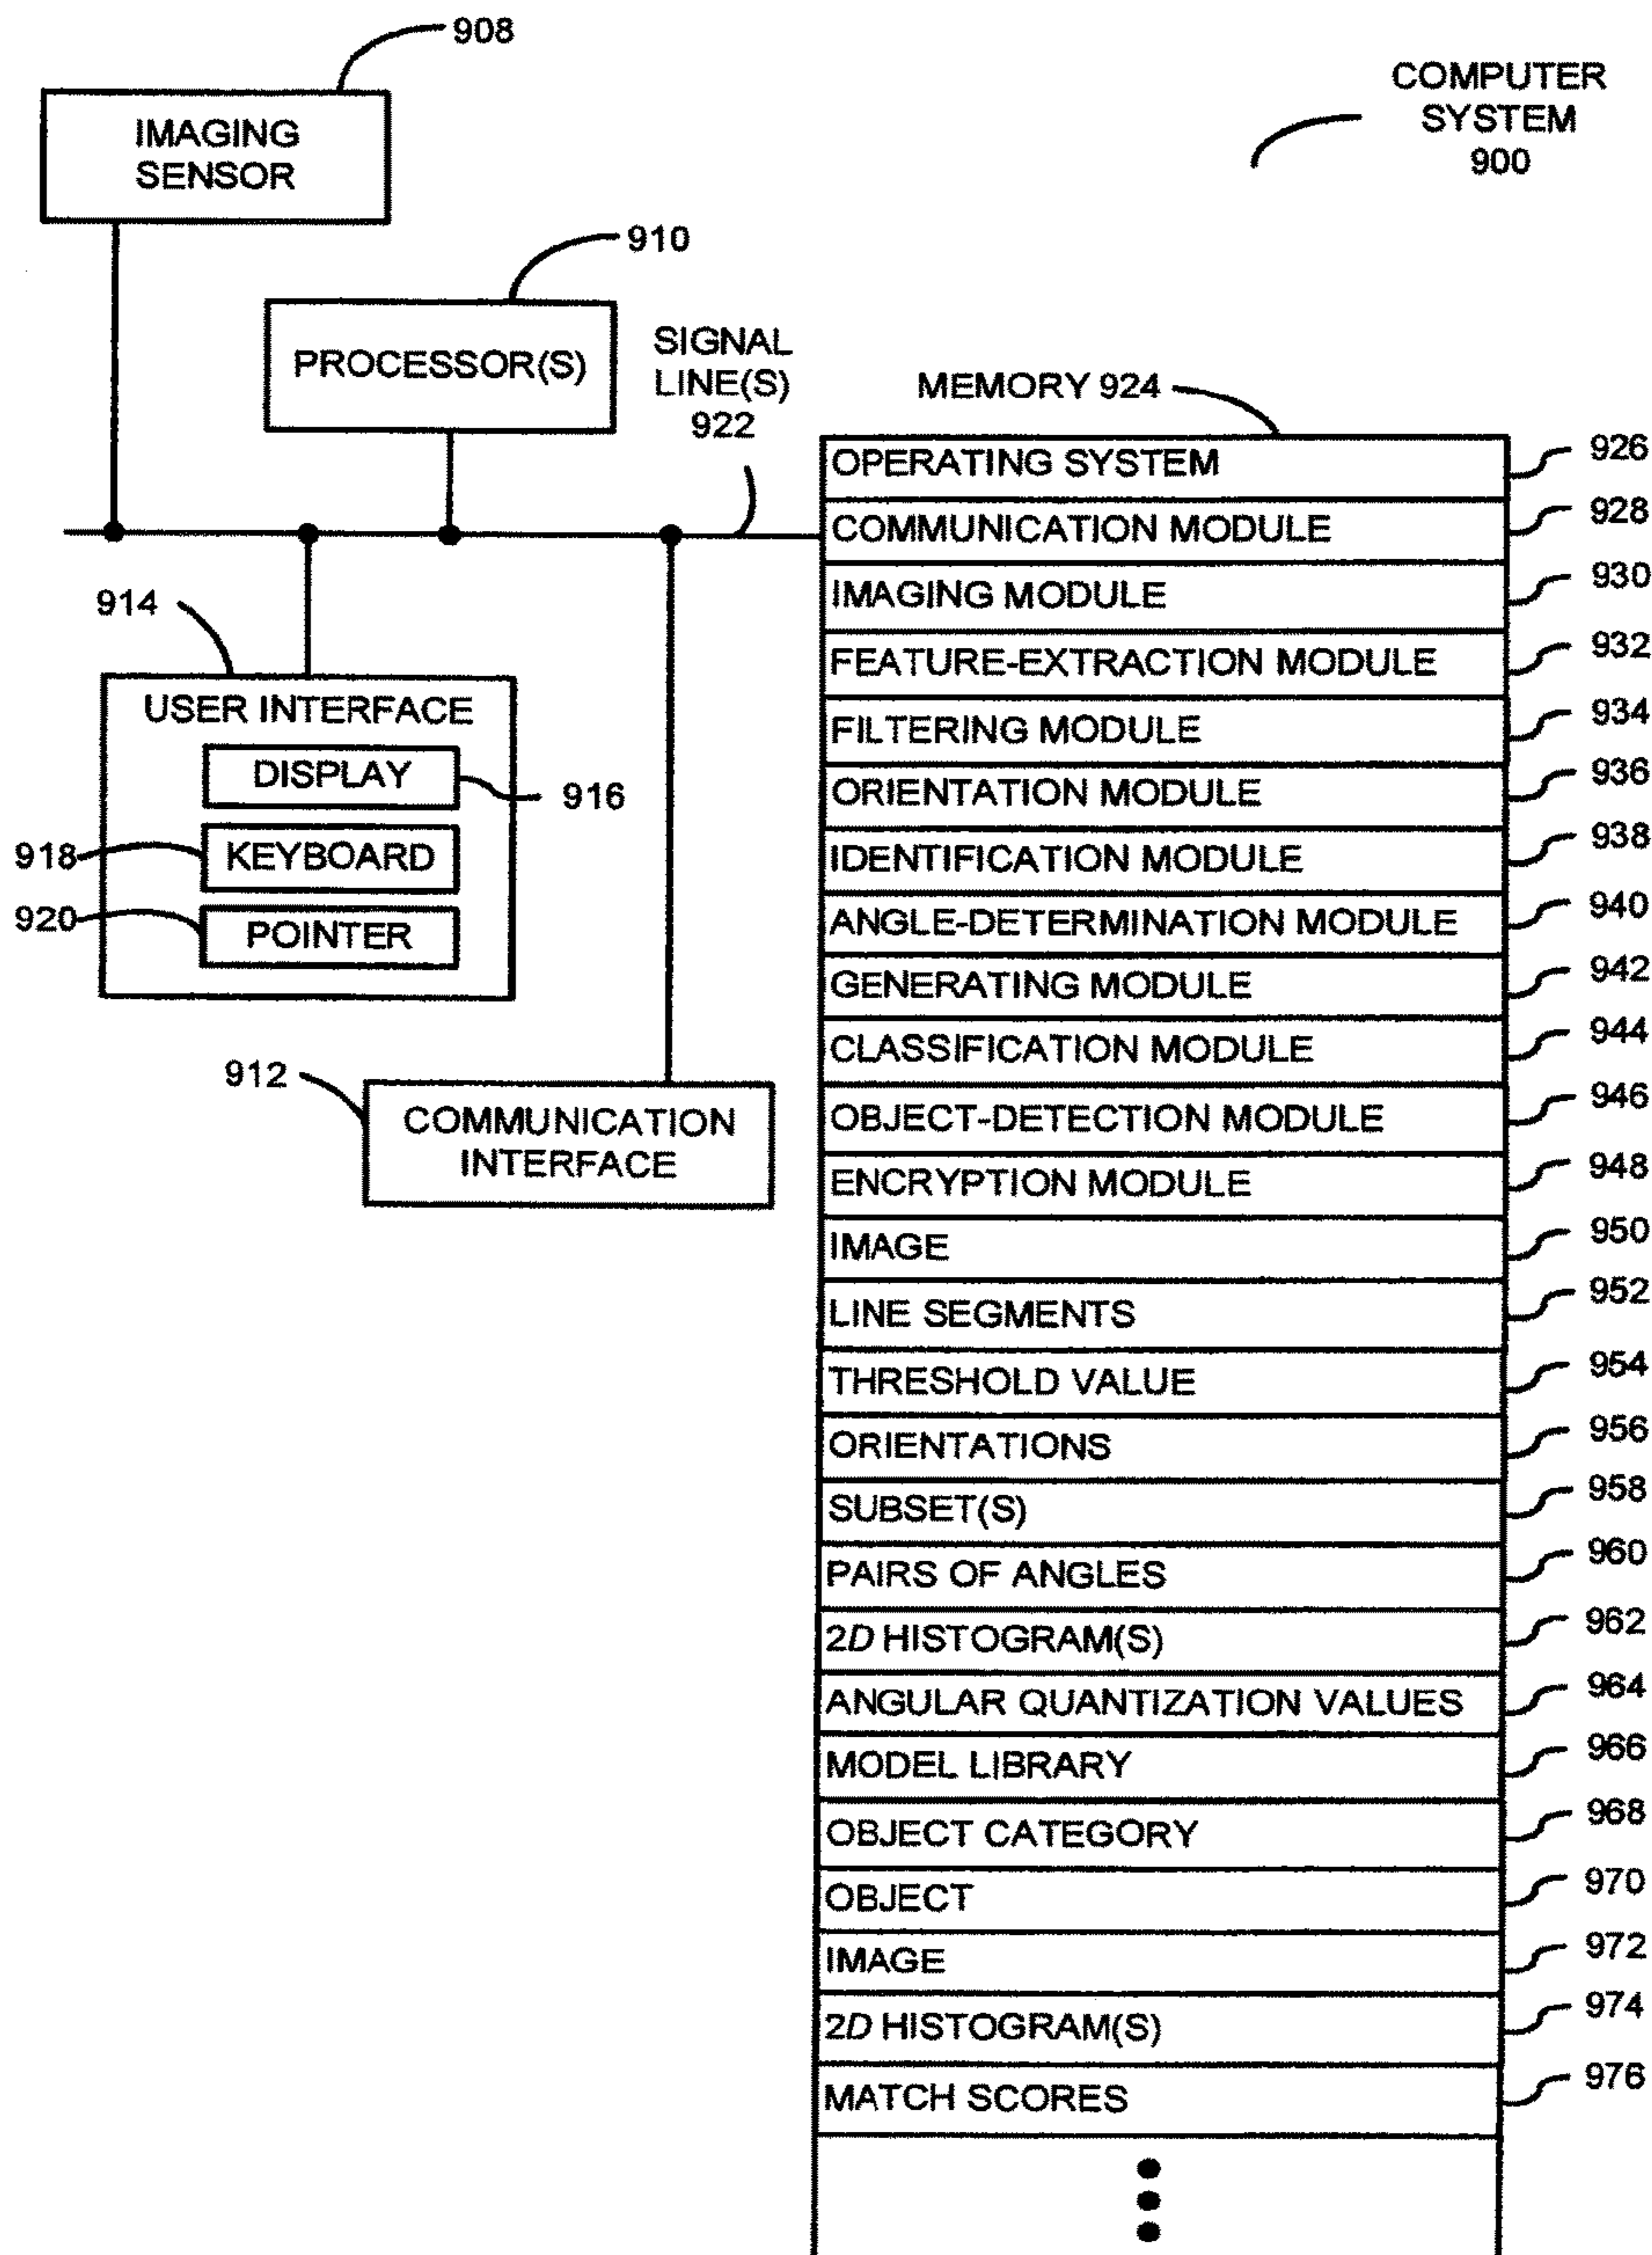 908
IMAGING
SENSOR
COMPUTER
SYSTEM
900
910
PROCESSOR(S)
SIGNAL
LINE(S)
922
MEMORY 924
OPERATING SYSTEM
926
COMMUNICATION MODULE
928
IMAGING MODULE
930
FEATURE-EXTRACTION MODULE
932
FILTERING MODULE
934
ORIENTATION MODULE
936
IDENTIFICATION MODULE
938
ANGLE-DETERMINATION MODULE
940
GENERATING MODULE
942
CLASSIFICATION MODULE
944
OBJECT-DETECTION MODULE
946
ENCRYPTION MODULE
948
IMAGE
950
LINE SEGMENTS
952
THRESHOLD VALUE
954
ORIENTATIONS
956
SUBSET(S)
958
PAIRS OF ANGLES
960
2D HISTOGRAM(S)
962
ANGULAR QUANTIZATION VALUES
964
MODEL LIBRARY
966
OBJECT CATEGORY
968
OBJECT
970
IMAGE
972
2D HISTOGRAM(S)
974
MATCH SCORES
976
914
USER INTERFACE
DISPLAY
916
918
KEYBOARD
920
POINTER
912
COMMUNICATION
INTERFACE